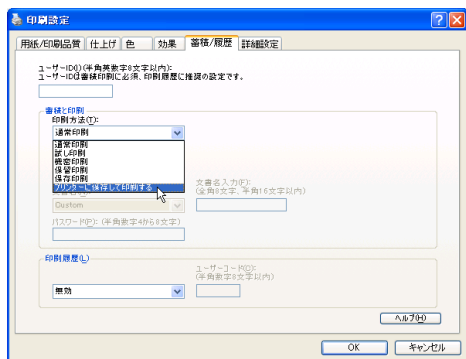 印刷設定
用紙/印刷品質 仕上げ 色 効果 蓄積/履歴 詳細設定
ユーザーID(I)(半角英数字8文字以内):
ユーザーIDは蓄積印刷に必須、印刷履歴に推奨の設定です。
蓄積と印刷
印刷方法(T):
通常印刷
通常印刷
試し印刷
機密印刷
保留印刷
保存印刷
プリンターに保存して印刷する
文書名入力(F):
(全角8文字、半角16文字以内)
Custom
パスワード(P): (半角数字4から8文字)
印刷履歴(L)
ユーザーコード(O):
(半角数字8文字以内)
無効
ヘルプ(H)
OK キャンセル